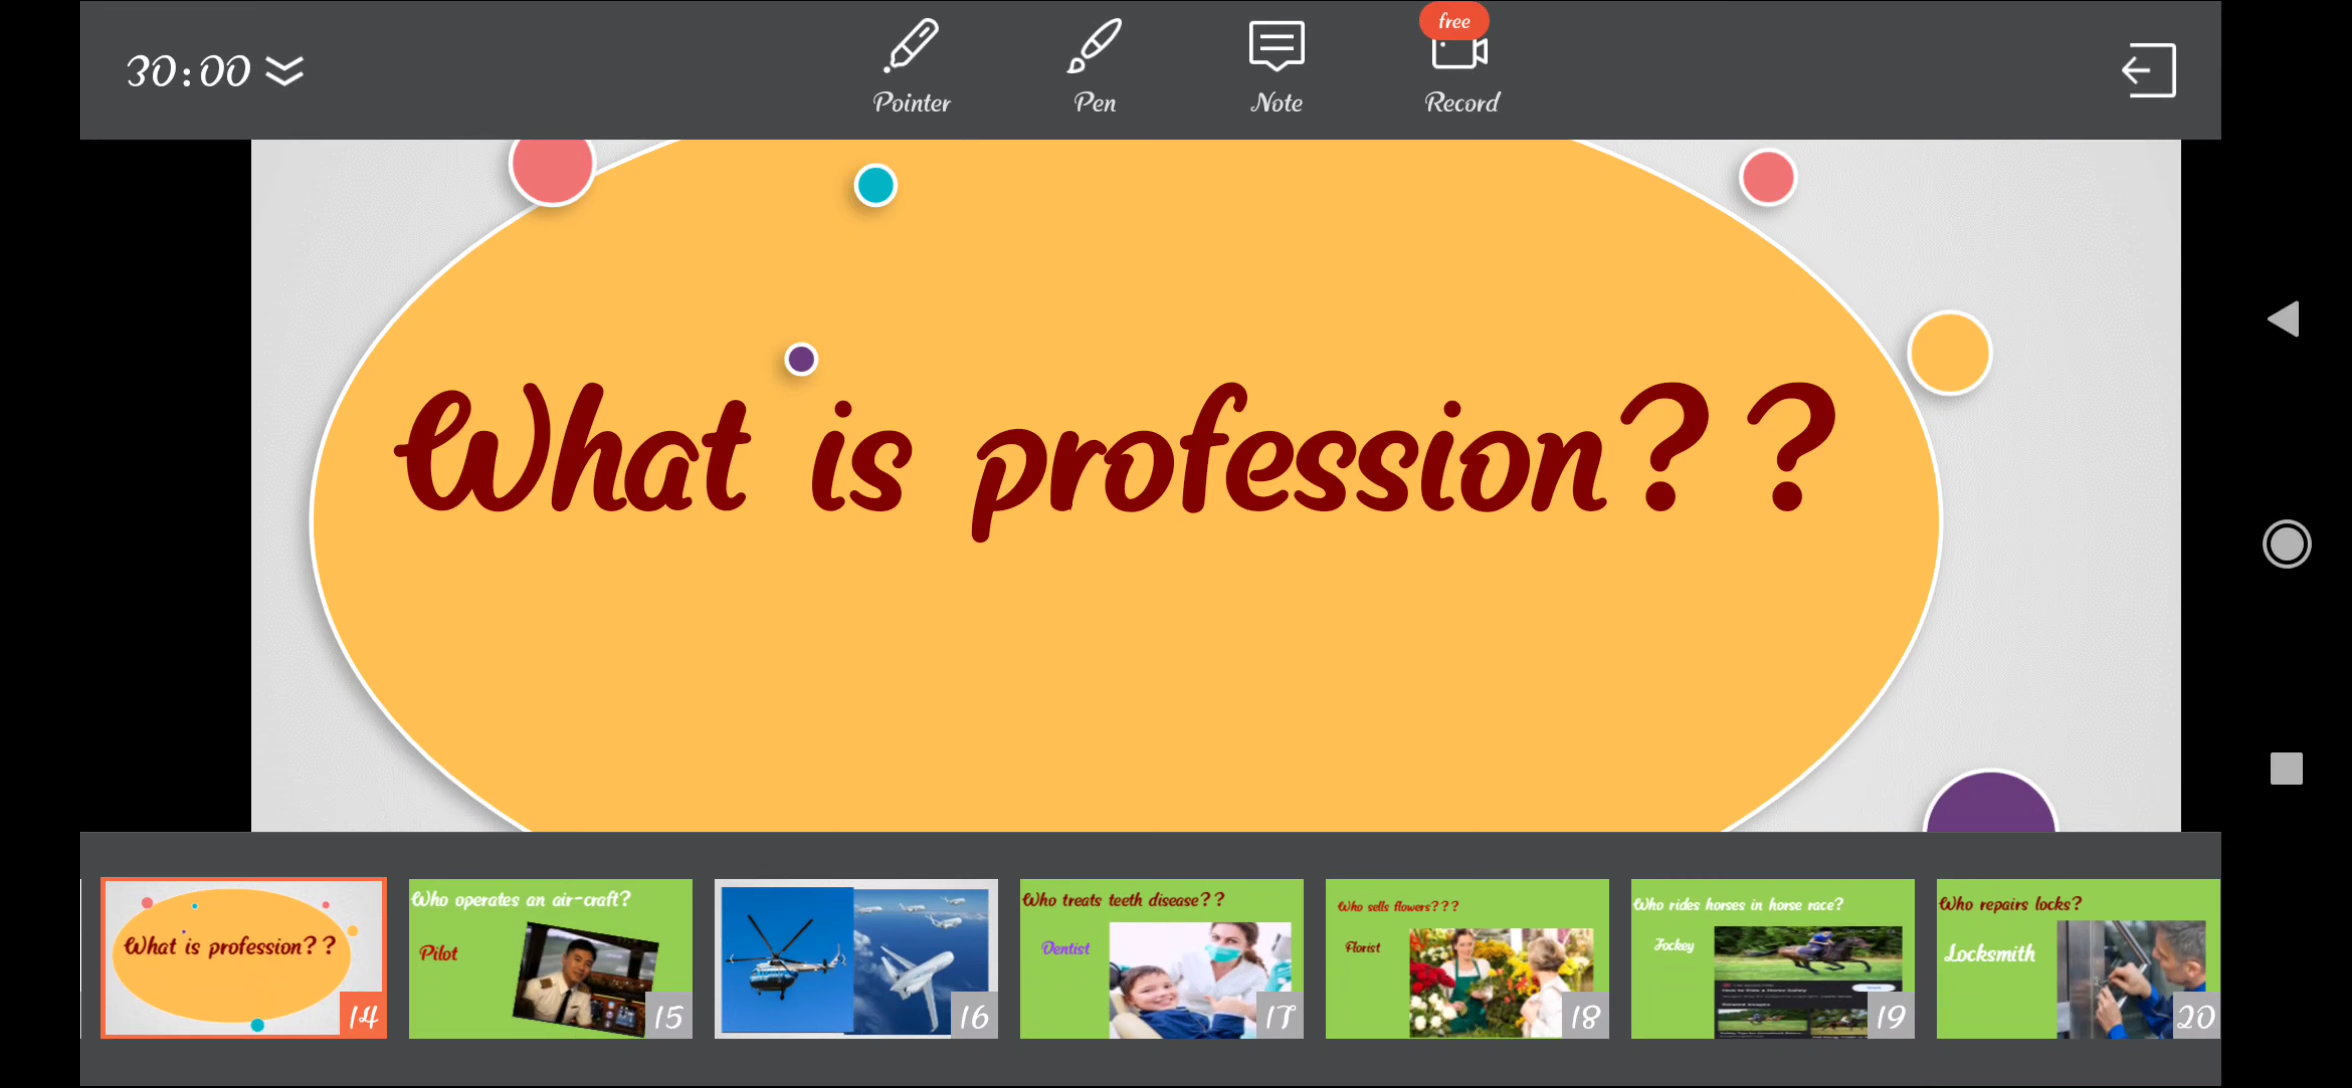 30:00
free
Pointer
Pen
Note
Record
What is profession??
What is profession??
14
Who operates an air-craft?
Pilot
15
16
Who treats teeth disease??
Dentist
17
Who sells flowers???
Florist
18
Who rides horses in horse race?
Jockey
19
Who repairs locks?
Locksmith
20